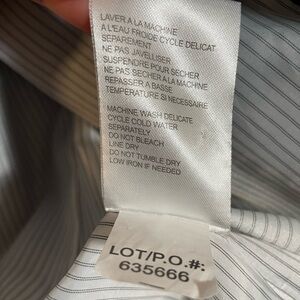 LAVER A LA MACHINE
A L'EAU FROIDE CYCLE DELICAT
SEPAREMENT
NE PAS JAVELLISER
SUSPENDRE POUR SECHER
NE PAS SECHER A LA MACHINE
REPASSER A BASSE
TEMPERATURE SI NECESSAIRE
MACHINE WASH DELICATE
CYCLE COLD WATER
SEPARATELY
DO NOT BLEACH
LINE DRY
DO NOT TUMBLE DRY
LOW IRON IF NEEDED
LOT/P.O.#:
635666